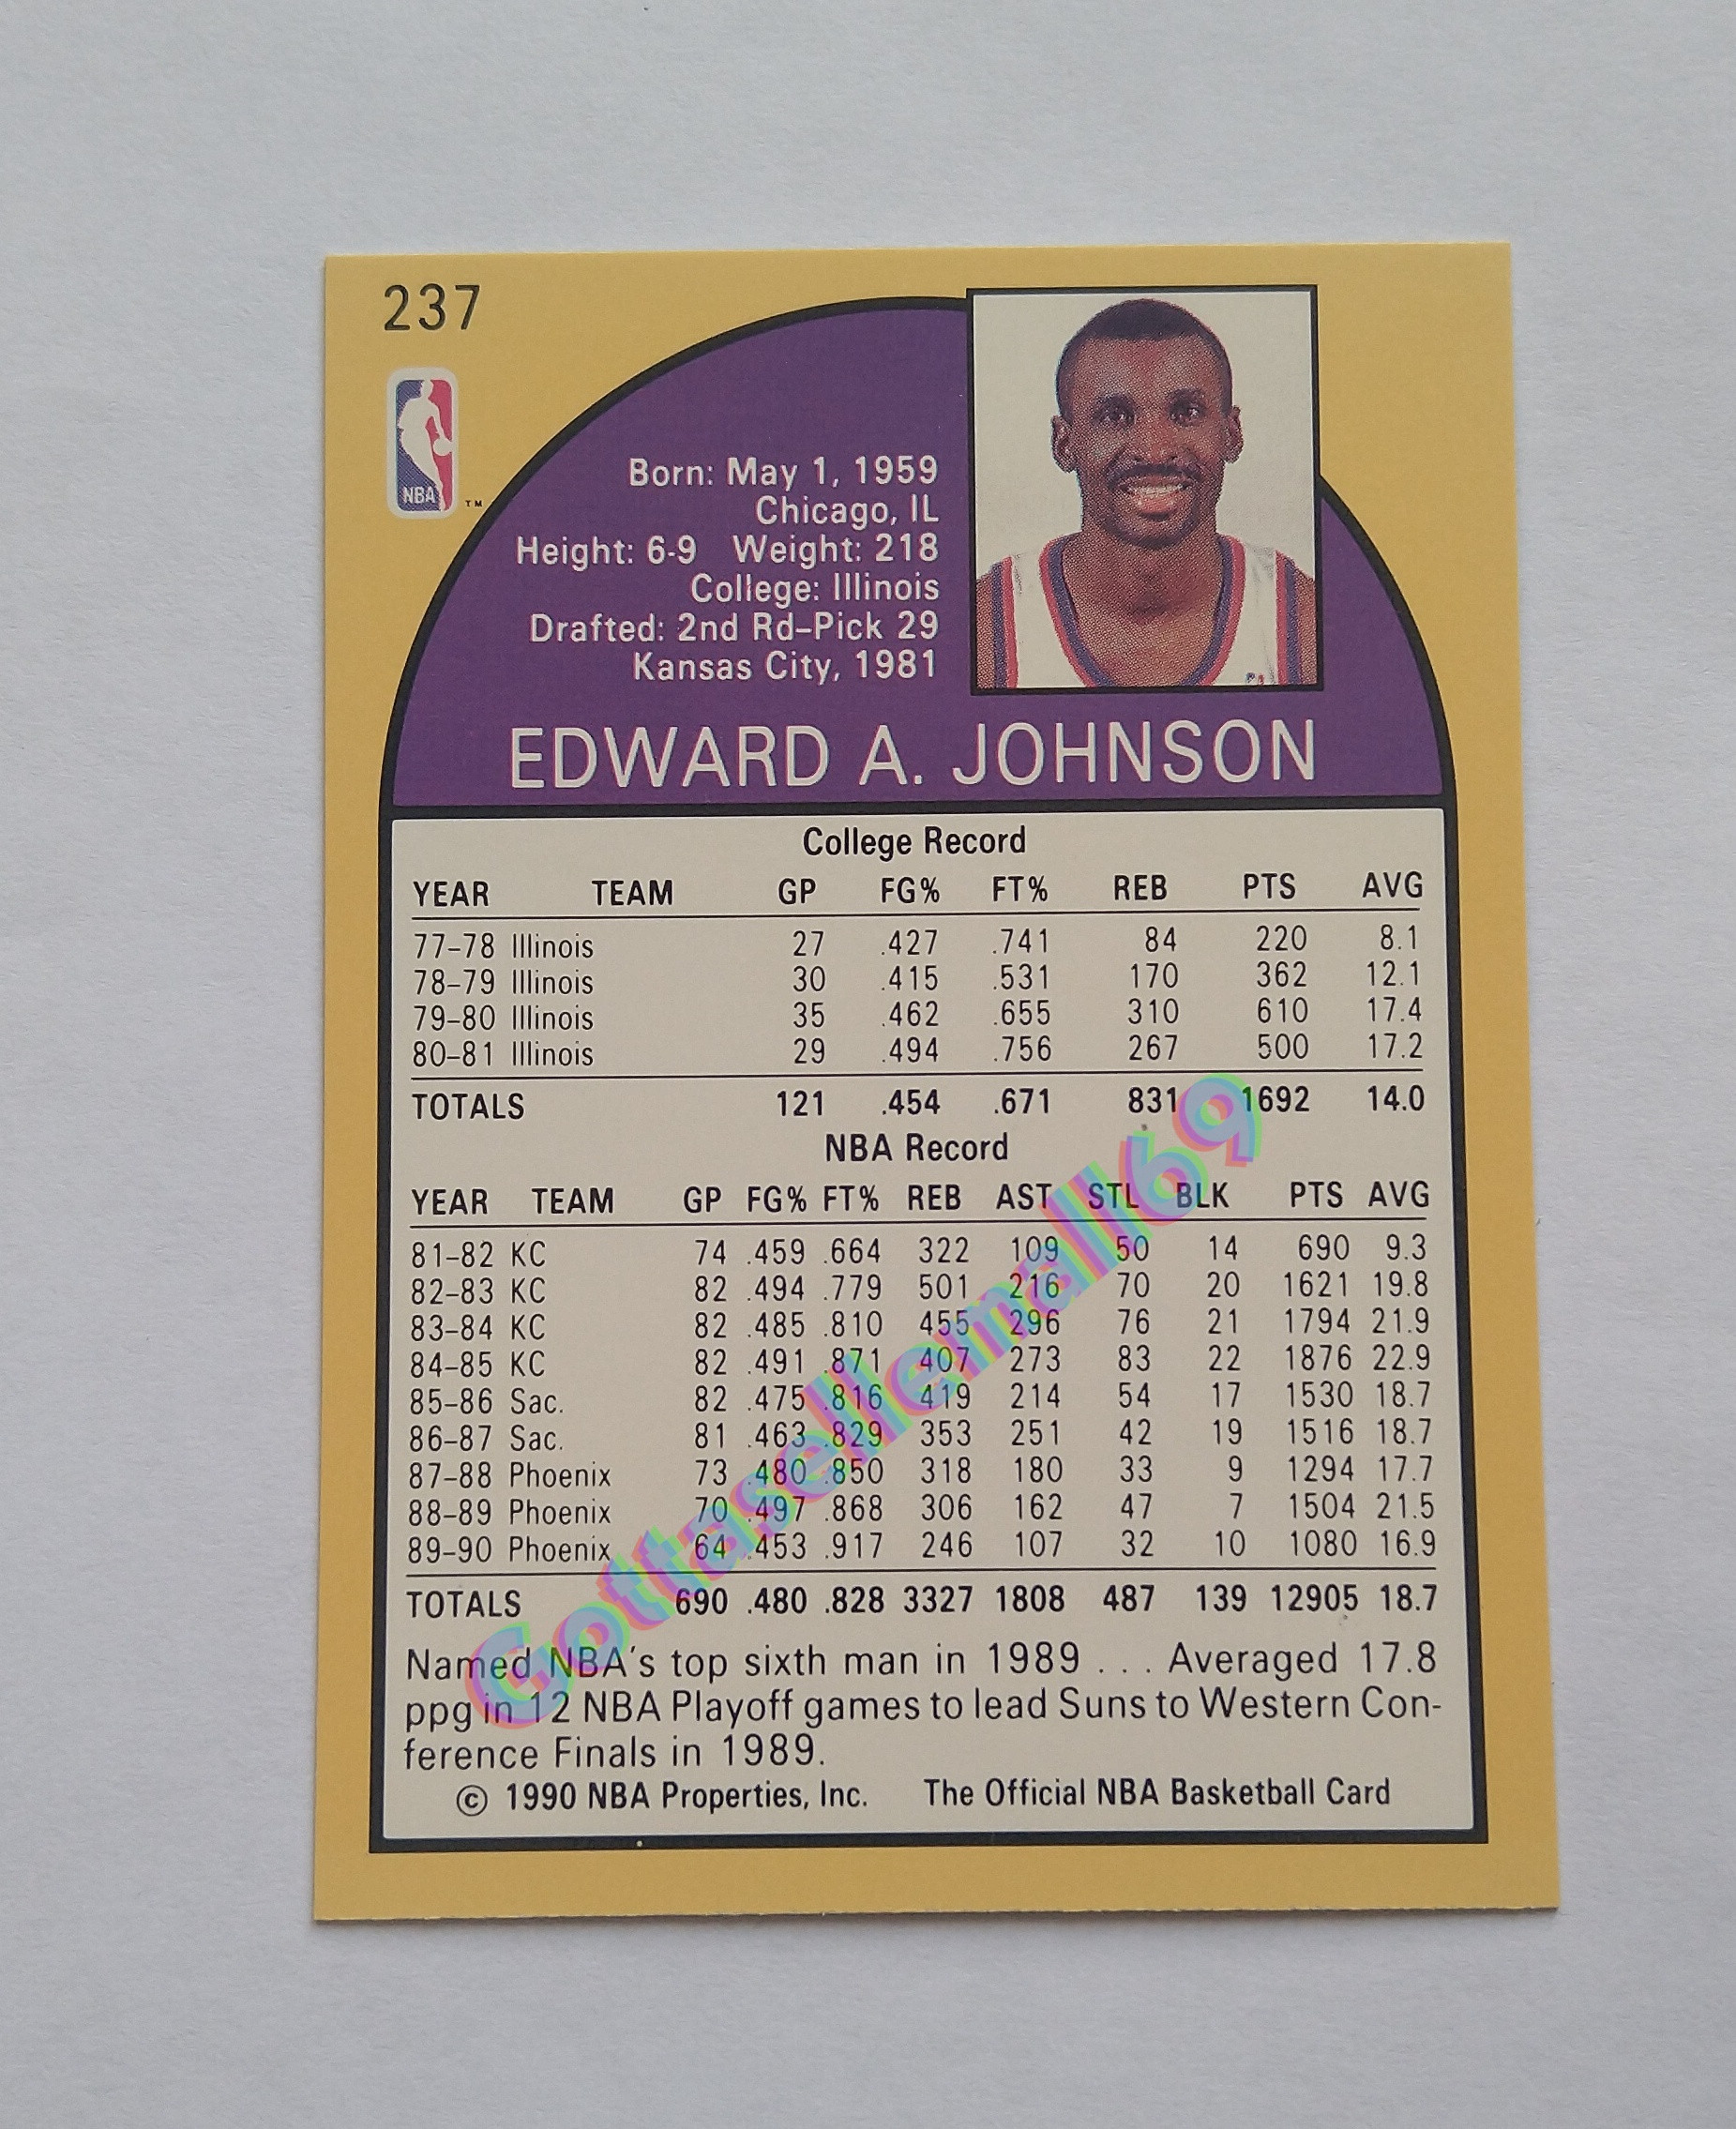 237
NBA
TM
Born: May 1, 1959
Chicago, IL
Height: 6-9 Weight: 218
College: Illinois
Drafted: 2nd Rd–Pick 29
Kansas City, 1981
EDWARD A. JOHNSON
College Record
YEAR TEAM GP FG% FT% REB PTS AVG
77–78 Illinois 27 .427 .741 84 220 8.1
78–79 Illinois 30 .415 .531 170 362 12.1
79–80 Illinois 35 .462 .655 310 610 17.4
80–81 Illinois 29 .494 .756 267 500 17.2
TOTALS 121 .454 .671 831 1692 14.0
NBA Record
YEAR TEAM GP FG% FT% REB AST STL BLK PTS AVG
81–82 KC 74 .459 .664 322 109 50 14 690 9.3
82–83 KC 82 .494 .779 501 216 70 20 1621 19.8
83–84 KC 82 .485 .810 455 296 76 21 1794 21.9
84–85 KC 82 .491 .871 407 273 83 22 1876 22.9
85–86 Sac. 82 .475 .816 419 214 54 17 1530 18.7
86–87 Sac. 81 .463 .829 353 251 42 19 1516 18.7
87–88 Phoenix 73 .480 .850 318 180 33 9 1294 17.7
88–89 Phoenix 70 .497 .868 306 162 47 7 1504 21.5
89–90 Phoenix 64 .453 .917 246 107 32 10 1080 16.9
TOTALS 690 .480 .828 3327 1808 487 139 12905 18.7
Named NBA's top sixth man in 1989 . . . Averaged 17.8
ppg in 12 NBA Playoff games to lead Suns to Western Con-
ference Finals in 1989.
© 1990 NBA Properties, Inc. The Official NBA Basketball Card
Gottasellemall69